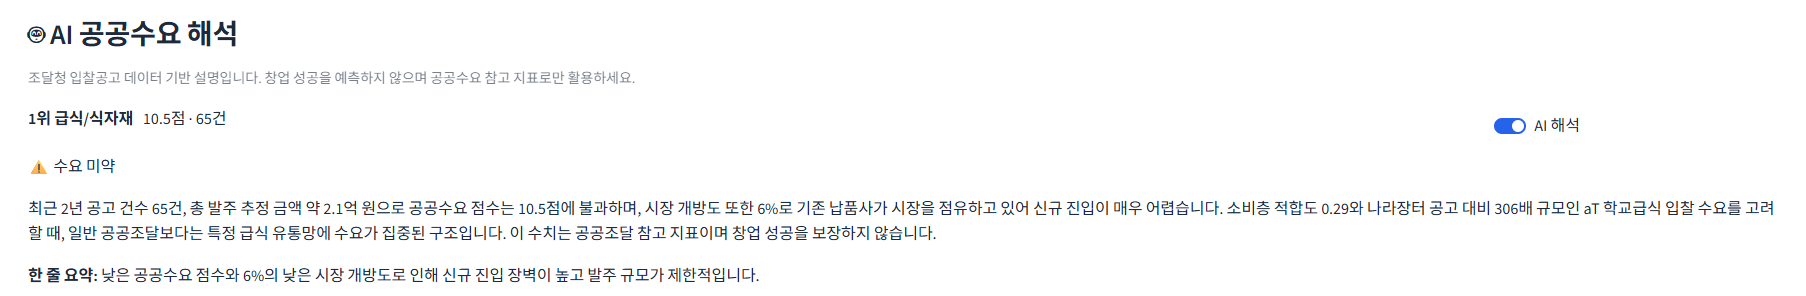 AI 공공수요 해석
조달청 입찰공고 데이터 기반 설명입니다. 창업 성공을 예측하지 않으며 공공수요 참고 지표로만 활용하세요.
1위 급식/식자재 10.5점 · 65건
AI 해석
수요 미약
최근 2년 공고 건수 65건, 총 발주 추정 금액 약 2.1억 원으로 공공수요 점수는 10.5점에 불과하며, 시장 개방도 또한 6%로 기존 납품사가 시장을 점유하고 있어 신규 진입이 매우 어렵습니다. 소비층 적합도 0.29와 나라장터 공고 대비 306배 규모인 aT 학교급식 입찰 수요를 고려
할 때, 일반 공공조달보다는 특정 급식 유통망에 수요가 집중된 구조입니다. 이 수치는 공공조달 참고 지표이며 창업 성공을 보장하지 않습니다.
한 줄 요약: 낮은 공공수요 점수와 6%의 낮은 시장 개방도로 인해 신규 진입 장벽이 높고 발주 규모가 제한적입니다.